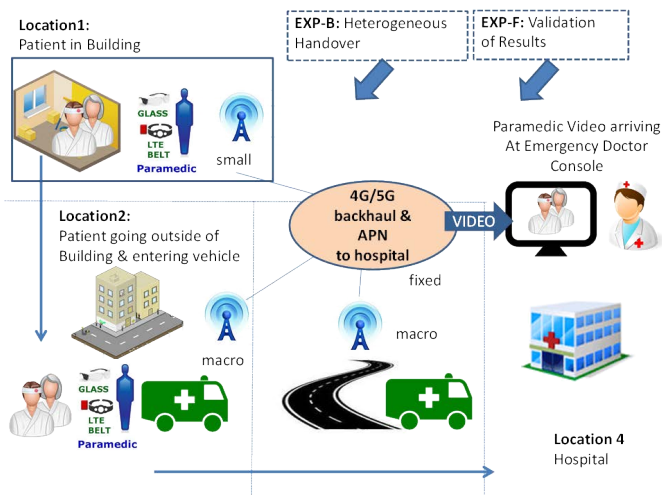 Location1:
Patient in Building
GLASS
LTE
BELT
Paramedic
small
EXP-B: Heterogeneous
Handover
EXP-F: Validation
of Results
Paramedic Video arriving
At Emergency Doctor
Console
4G/5G
backhaul &
APN
to hospital
VIDEO
fixed
Location2:
Patient going outside of
Building & entering vehicle
macro
macro
GLASS
LTE
BELT
Paramedic
Location 4
Hospital